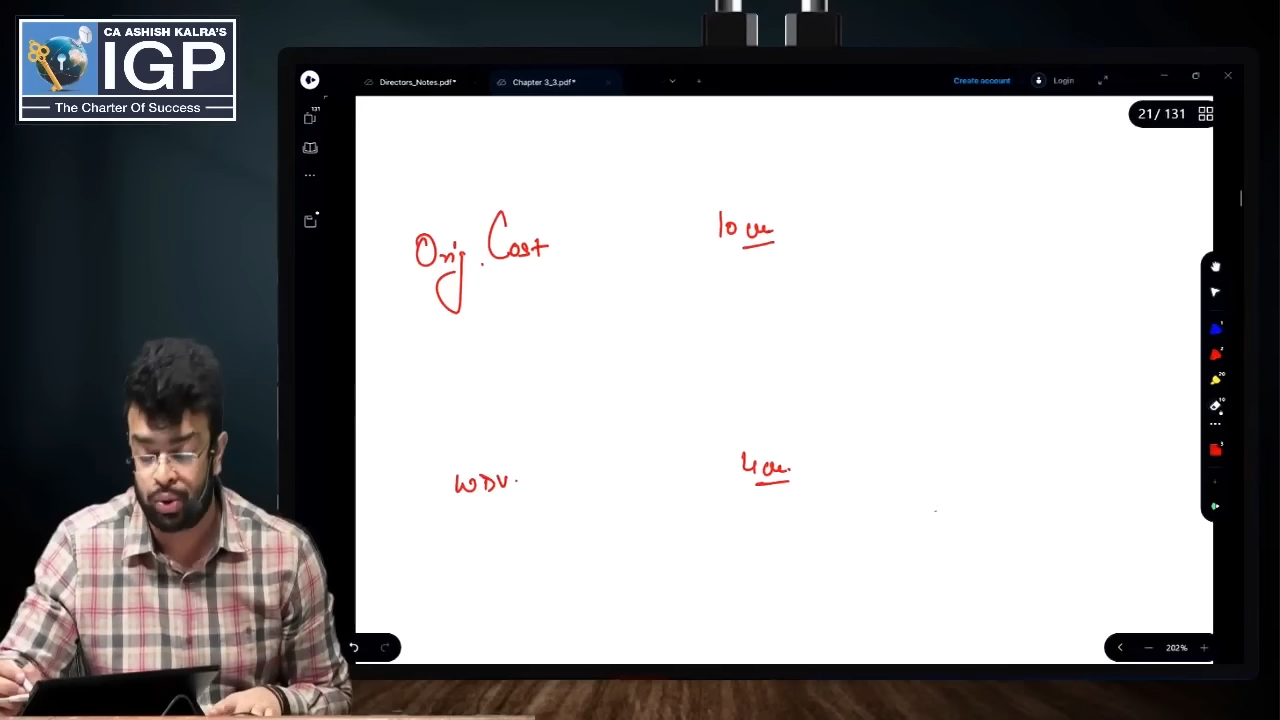 CA ASHISH KALRA'S
IGP
The Charter Of Success
Directors_Notes.pdf*
Chapter 3_3.pdf*
Create account
Login
131
21 / 131
Orig. Cost
10 cr
WDV.
4 cr.
202%